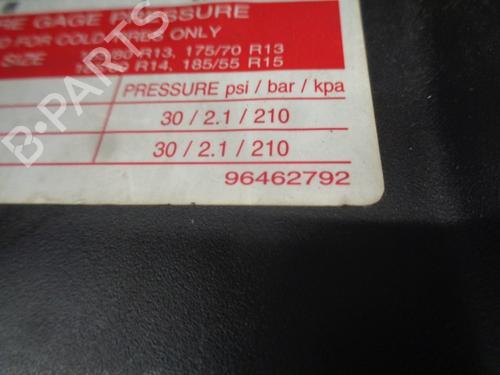 RE GAGE PRESSURE
D FOR COLD TIRES ONLY
SIZE 80 R13, 175/70 R13
R14, 185/55 R15
PRESSURE psi / bar / kpa
30 / 2.1 / 210
30 / 2.1 / 210
96462792
B-PARTS